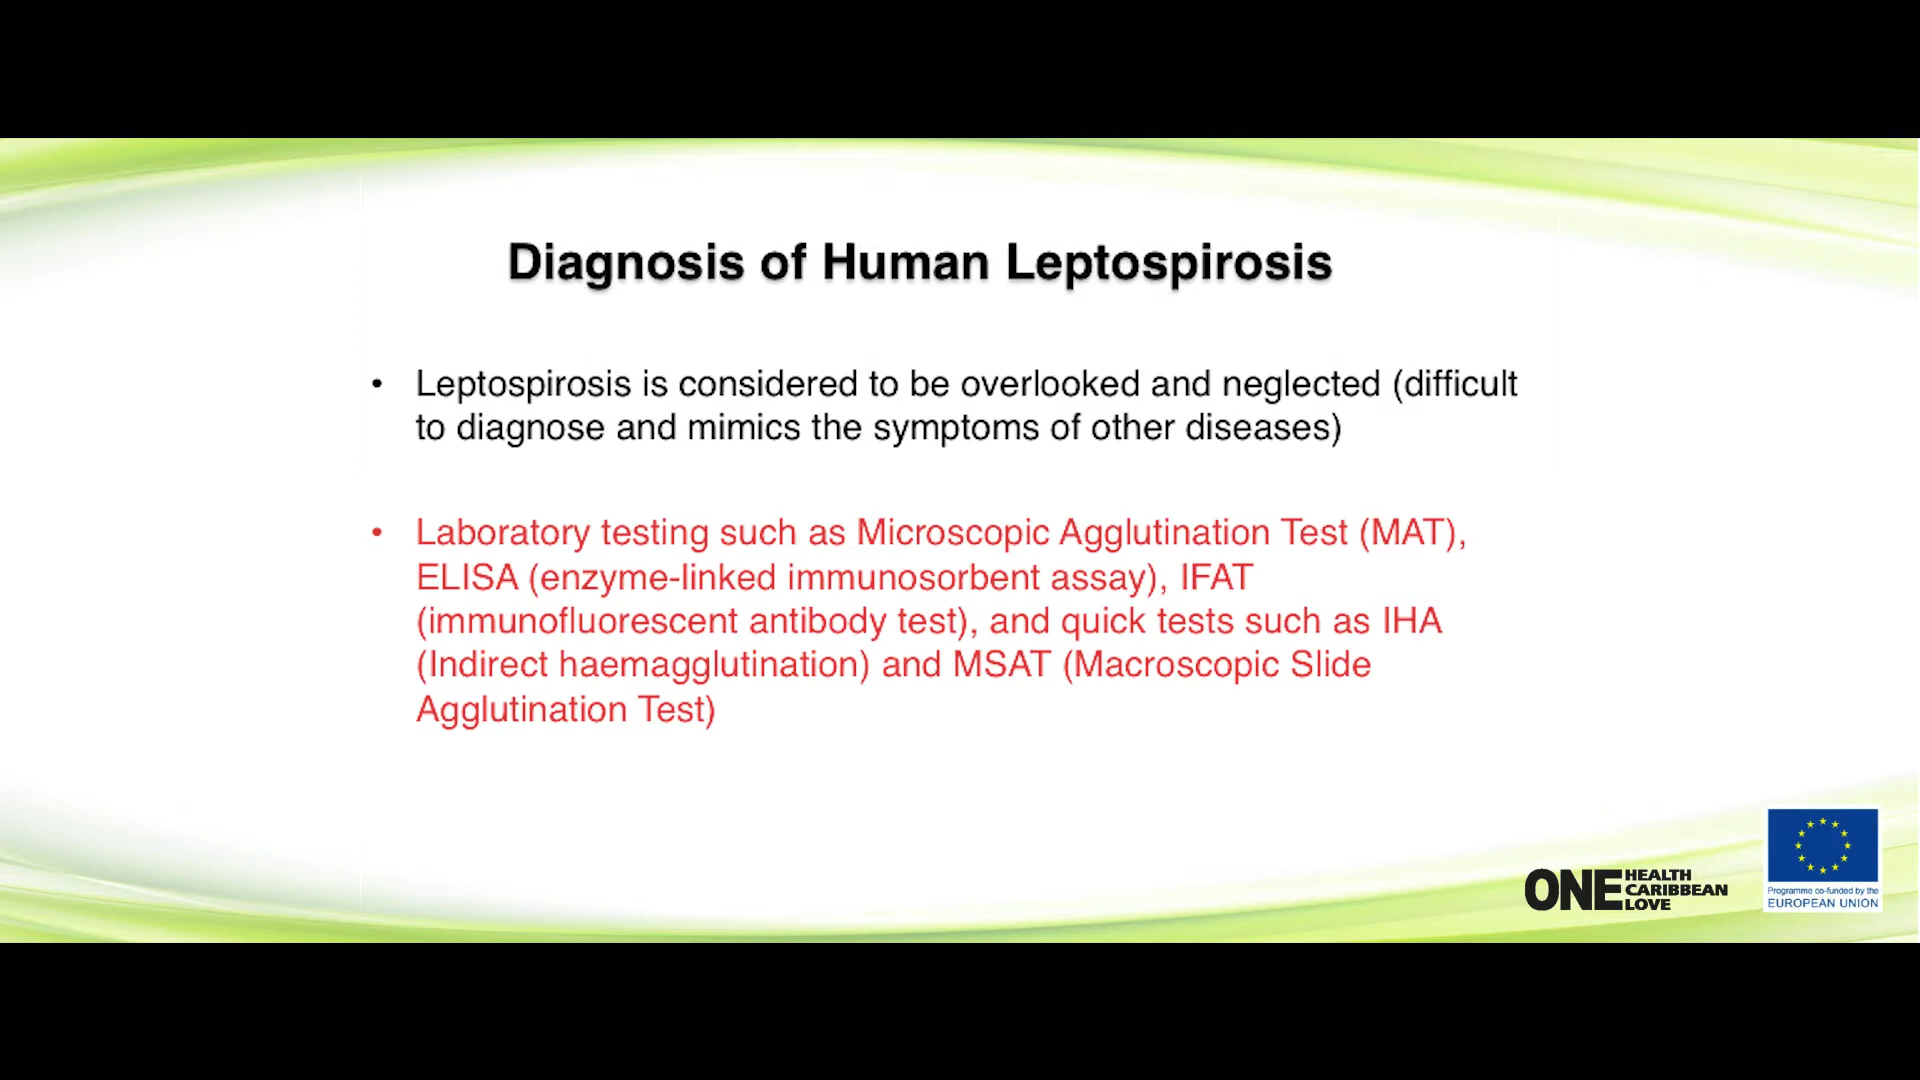 Diagnosis of Human Leptospirosis
• Leptospirosis is considered to be overlooked and neglected (difficult
to diagnose and mimics the symptoms of other diseases)
• Laboratory testing such as Microscopic Agglutination Test (MAT),
ELISA (enzyme-linked immunosorbent assay), IFAT
(immunofluorescent antibody test), and quick tests such as IHA
(Indirect haemagglutination) and MSAT (Macroscopic Slide
Agglutination Test)
ONE HEALTH
CARIBBEAN
LOVE
Programme co-funded by the
EUROPEAN UNION